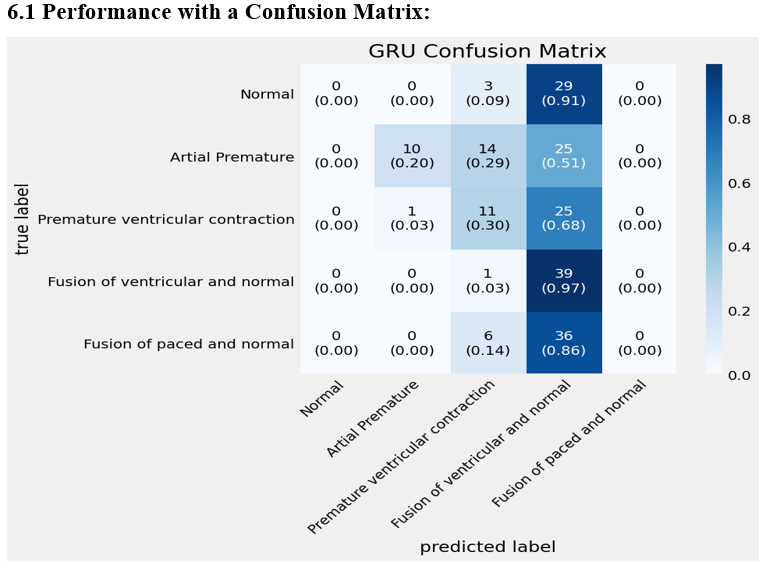 6.1 Performance with a Confusion Matrix:
GRU Confusion Matrix
true label
Normal
0 0 3 29 0
(0.00) (0.00) (0.09) (0.91) (0.00)
Artial Premature
0 10 14 25 0
(0.00) (0.20) (0.29) (0.51) (0.00)
Premature ventricular contraction
0 1 11 25 0
(0.00) (0.03) (0.30) (0.68) (0.00)
Fusion of ventricular and normal
0 0 1 39 0
(0.00) (0.00) (0.03) (0.97) (0.00)
Fusion of paced and normal
0 0 6 36 0
(0.00) (0.00) (0.14) (0.86) (0.00)
0.8
0.6
0.4
0.2
0.0
Normal
Artial Premature
Premature ventricular contraction
Fusion of ventricular and normal
Fusion of paced and normal
predicted label